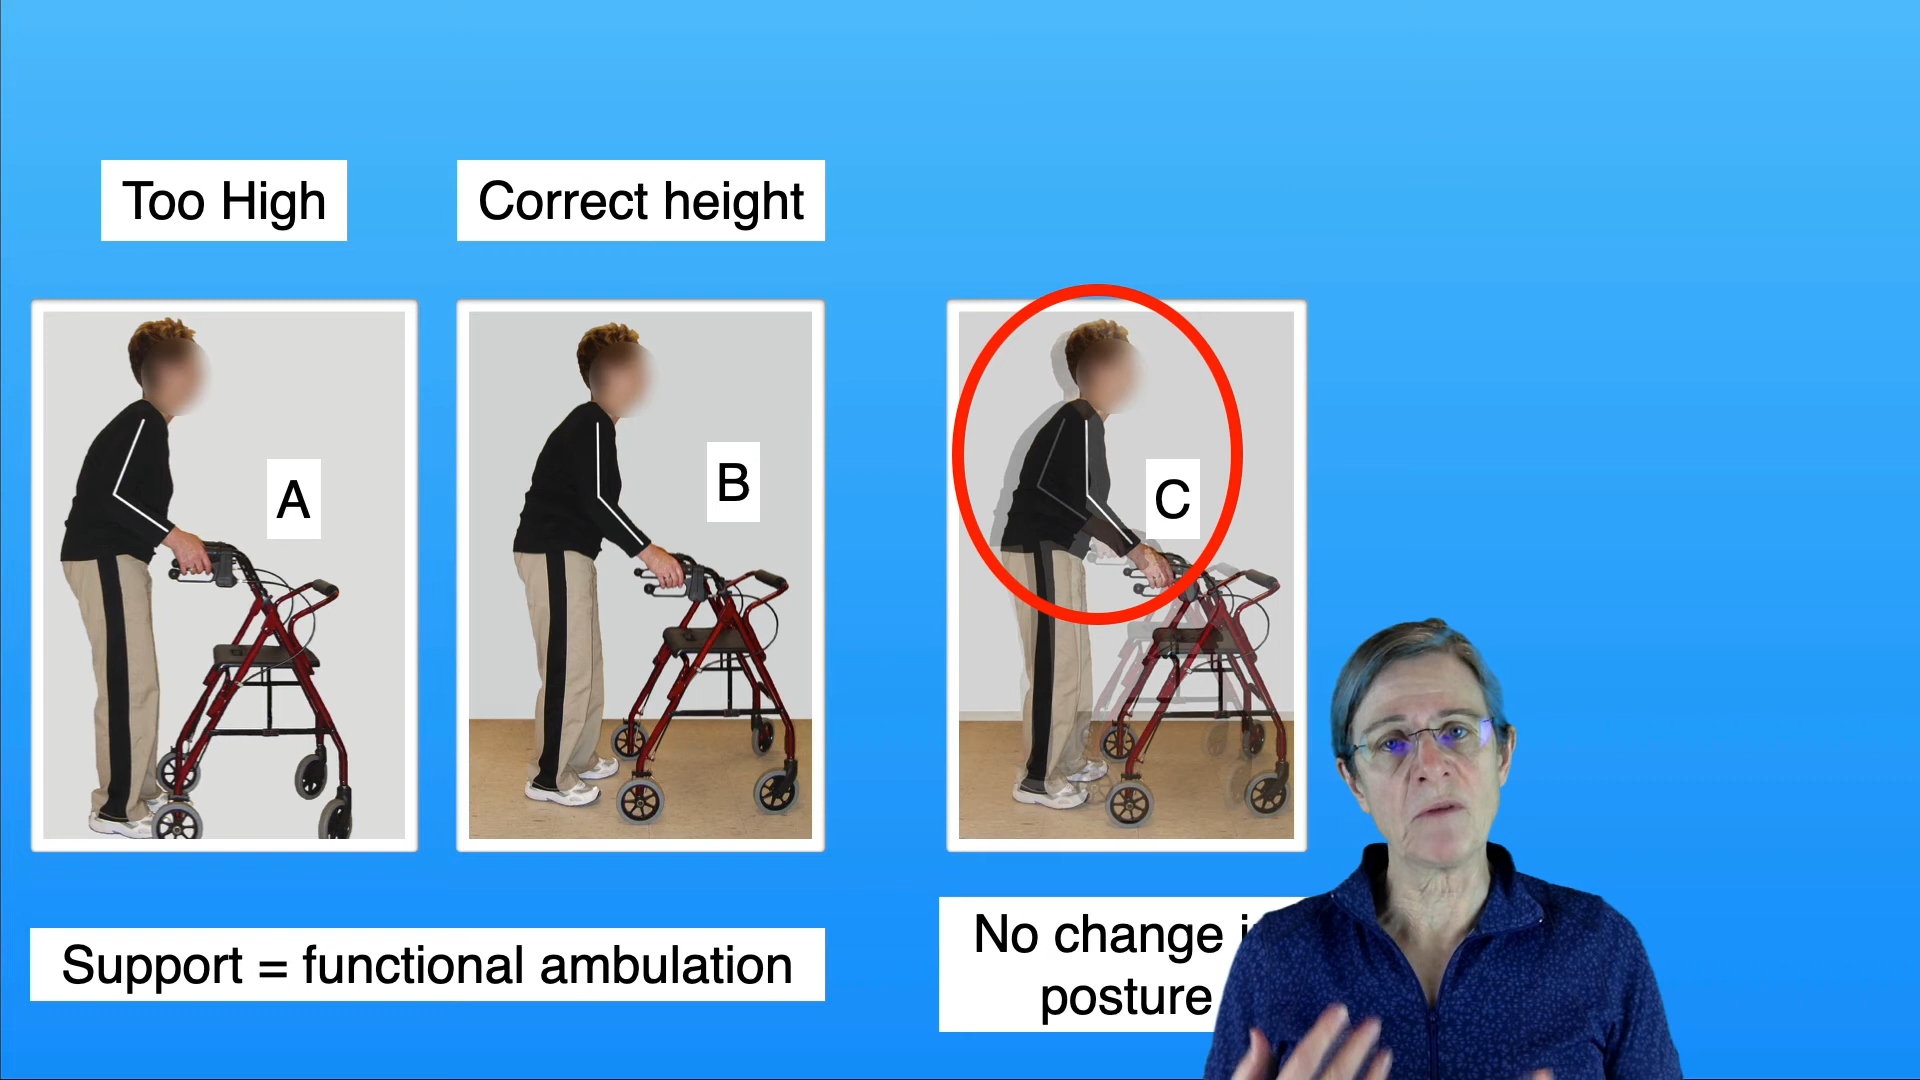 Too High
Correct height
A
B
C
Support = functional ambulation
No change
posture